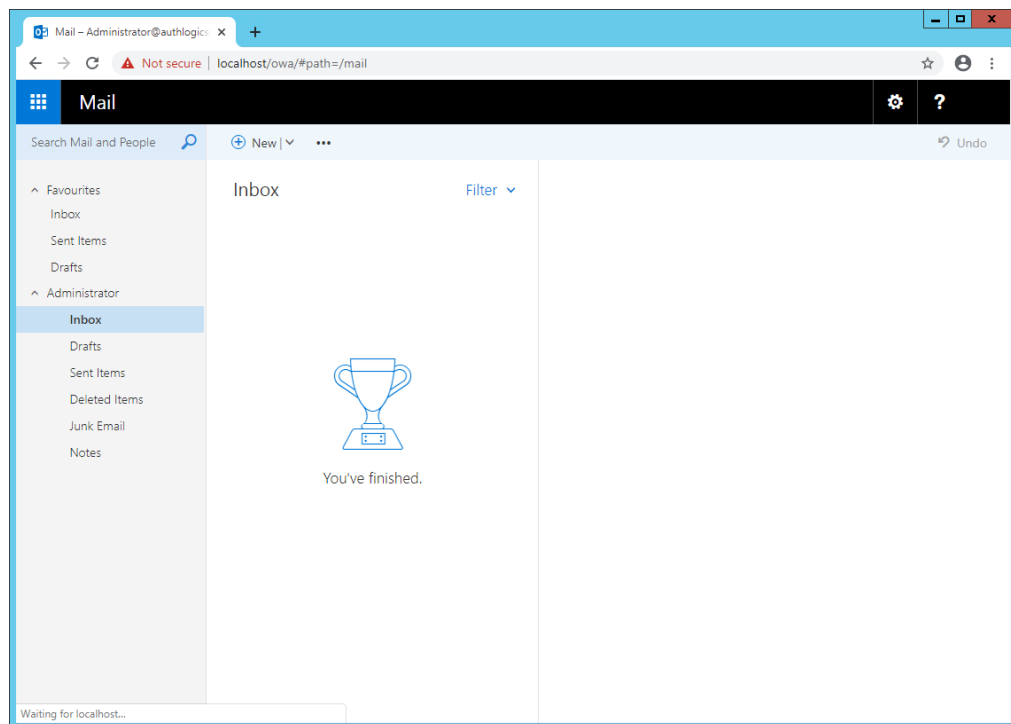 Mail – Administrator@authlogics
Not secure | localhost/owa/#path=/mail
Mail
?
Search Mail and People
New
Undo
Favourites
Inbox
Sent Items
Drafts
Administrator
Inbox
Drafts
Sent Items
Deleted Items
Junk Email
Notes
Inbox
Filter
You've finished.
Waiting for localhost...